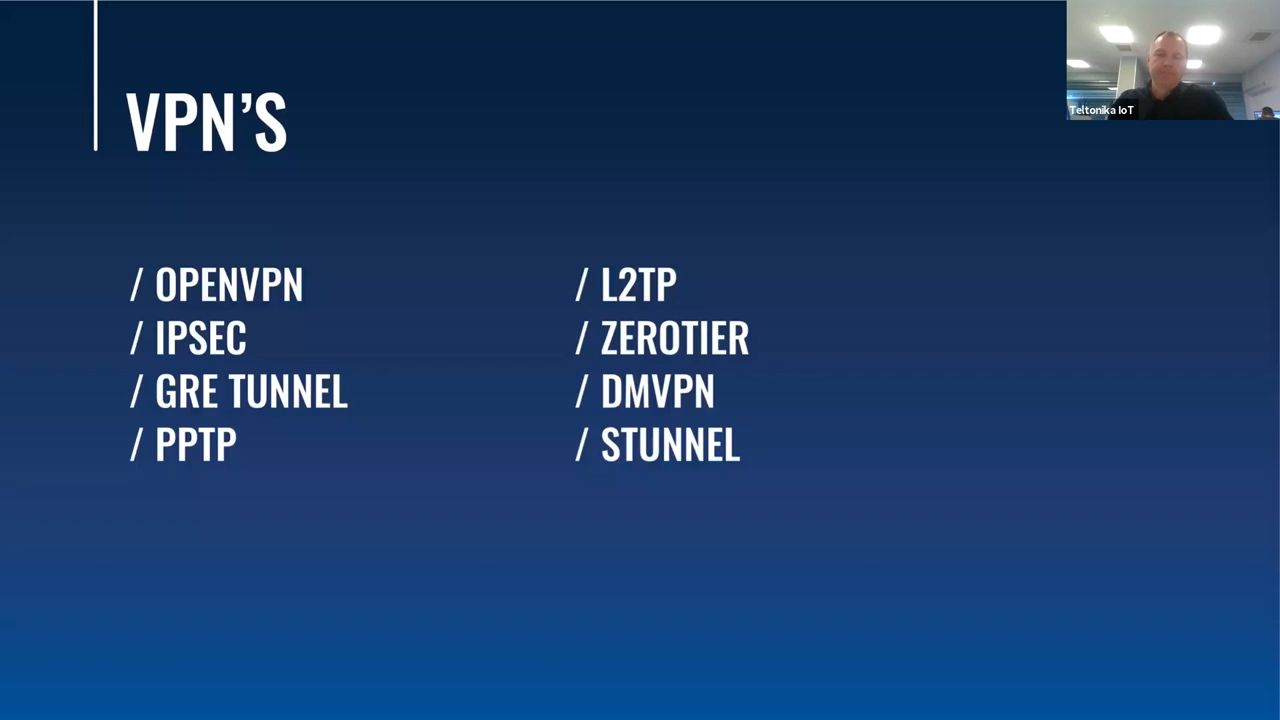 VPN’S
/ OPENVPN
/ IPSEC
/ GRE TUNNEL
/ PPTP
/ L2TP
/ ZEROTIER
/ DMVPN
/ STUNNEL
Teltonika IoT